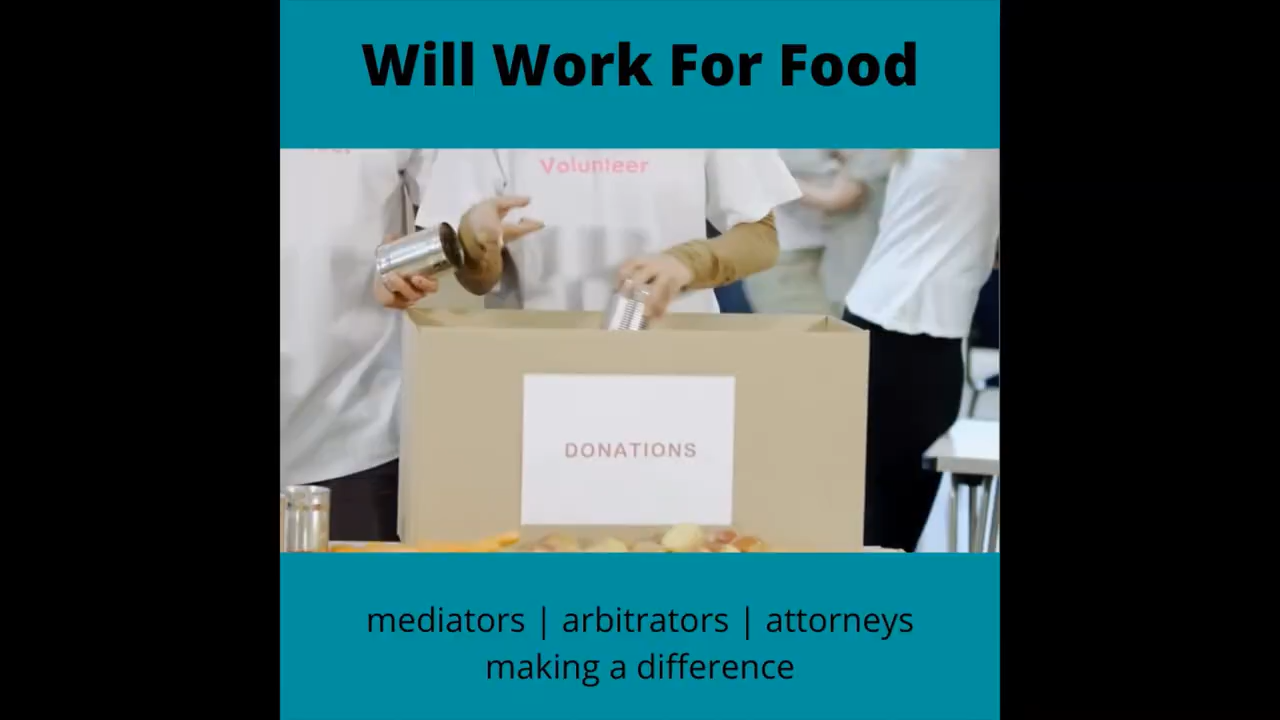 Will Work For Food
Volunteer
DONATIONS
mediators | arbitrators | attorneys
making a difference